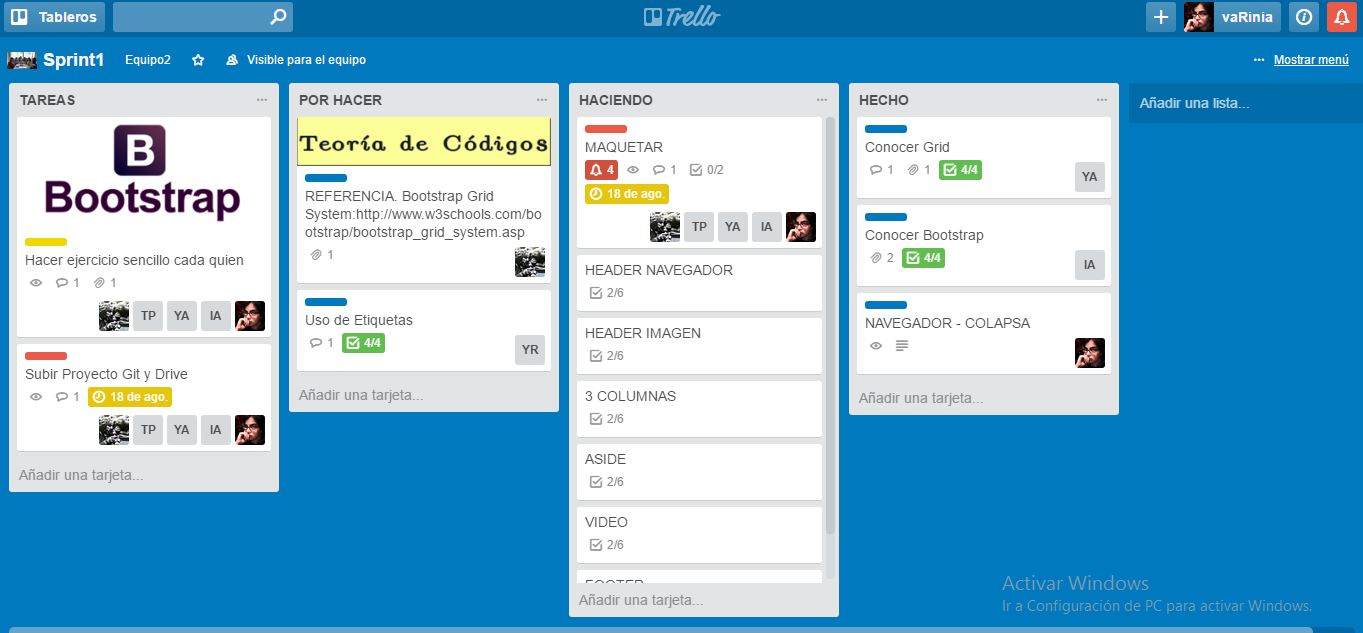 Tableros
Trello
vaRinia
Sprint1
Equipo2
Visible para el equipo
... Mostrar menú
TAREAS
B
Bootstrap
Hacer ejercicio sencillo cada quien
1 1
TP YA IA
Subir Proyecto Git y Drive
1 18 de ago.
TP YA IA
Añadir una tarjeta...
POR HACER
Teoría de Códigos
REFERENCIA. Bootstrap Grid
System:http://www.w3schools.com/bo
otstrap/bootstrap_grid_system.asp
1
Uso de Etiquetas
1 4/4
YR
Añadir una tarjeta...
HACIENDO
MAQUETAR
4 1 0/2
18 de ago.
TP YA IA
HEADER NAVEGADOR
2/6
HEADER IMAGEN
2/6
3 COLUMNAS
2/6
ASIDE
2/6
VIDEO
2/6
FOOTER
Añadir una tarjeta...
HECHO
Conocer Grid
1 1 4/4
YA
Conocer Bootstrap
2 4/4
IA
NAVEGADOR - COLAPSA
Añadir una tarjeta...
Añadir una lista...
Activar Windows
Ir a Configuración de PC para activar Windows.